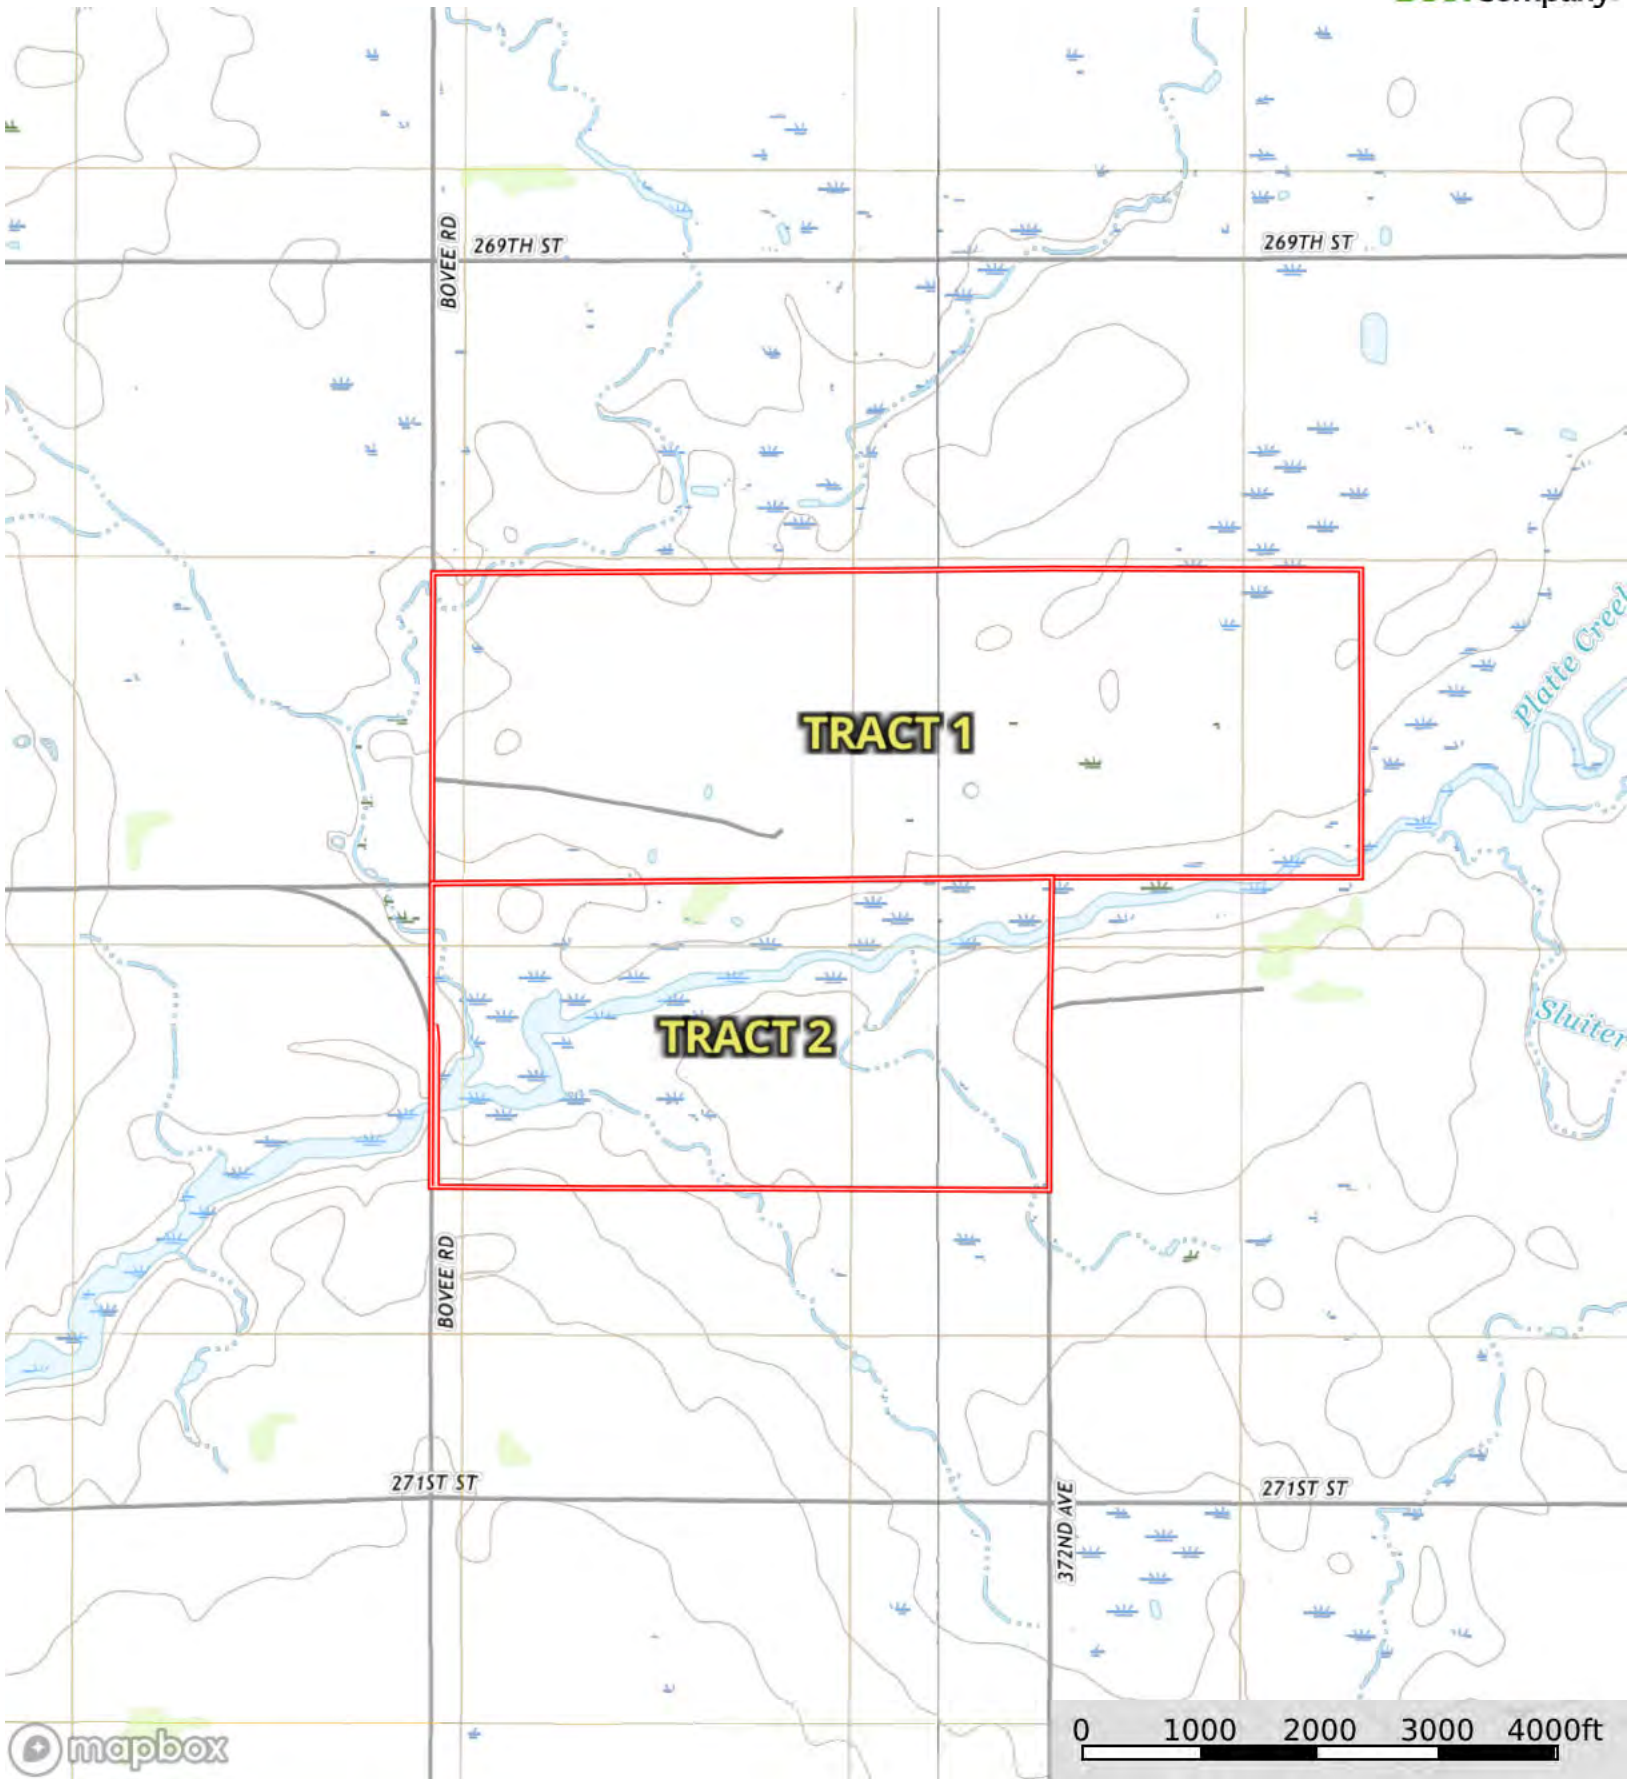 Company
BOVEE RD
269TH ST
269TH ST
Platte Creek
TRACT 1
Sluiter
TRACT 2
BOVEE RD
271ST ST
271ST ST
372ND AVE
0 1000 2000 3000 4000ft
mapbox